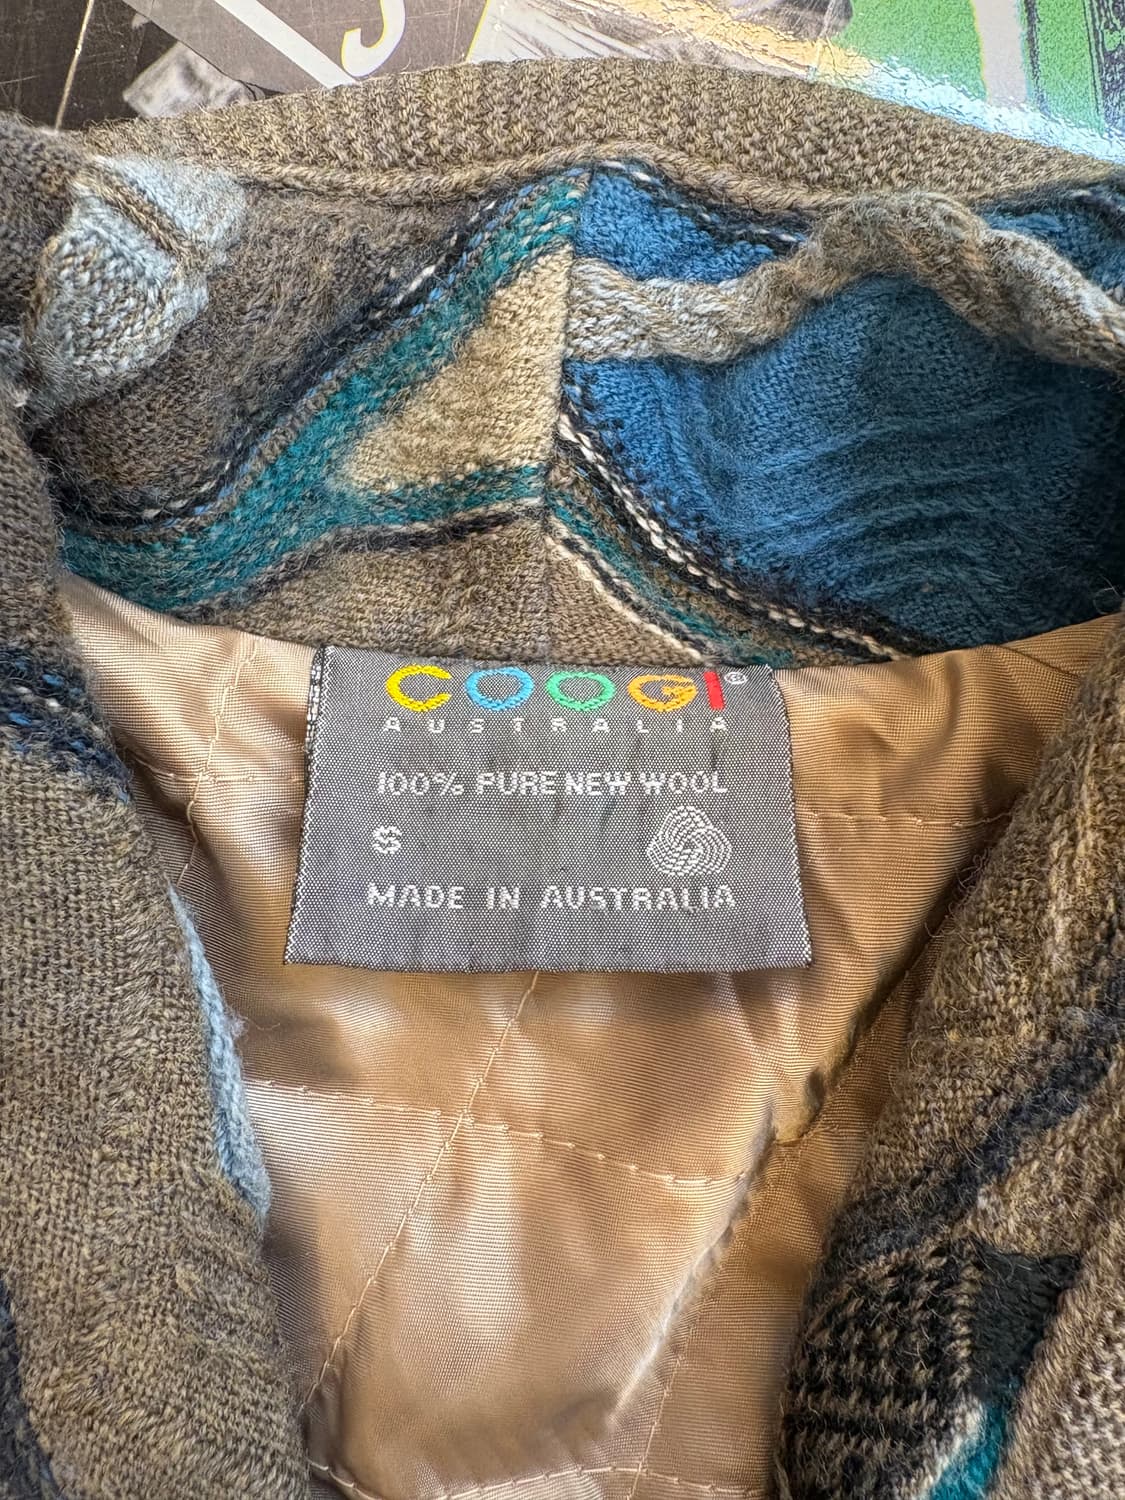 COOGI®
AUSTRALIA
100% PURE NEW WOOL
S
MADE IN AUSTRALIA